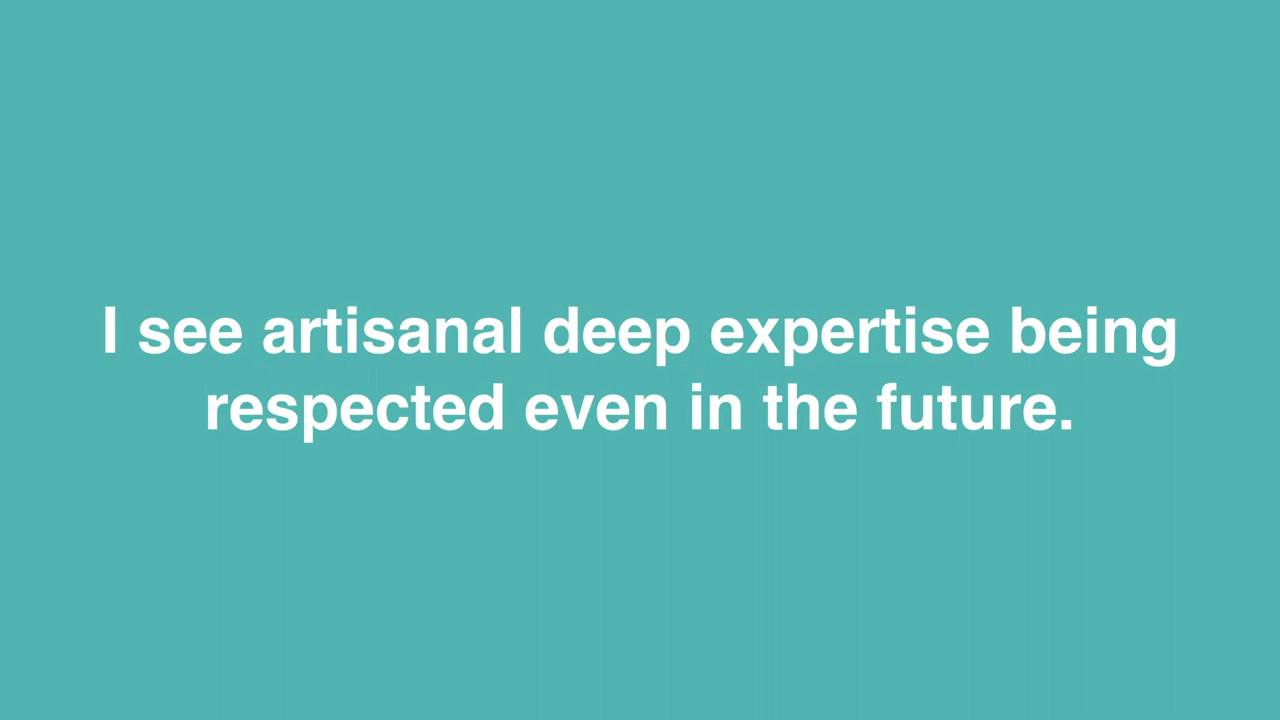 I see artisanal deep expertise being
respected even in the future.